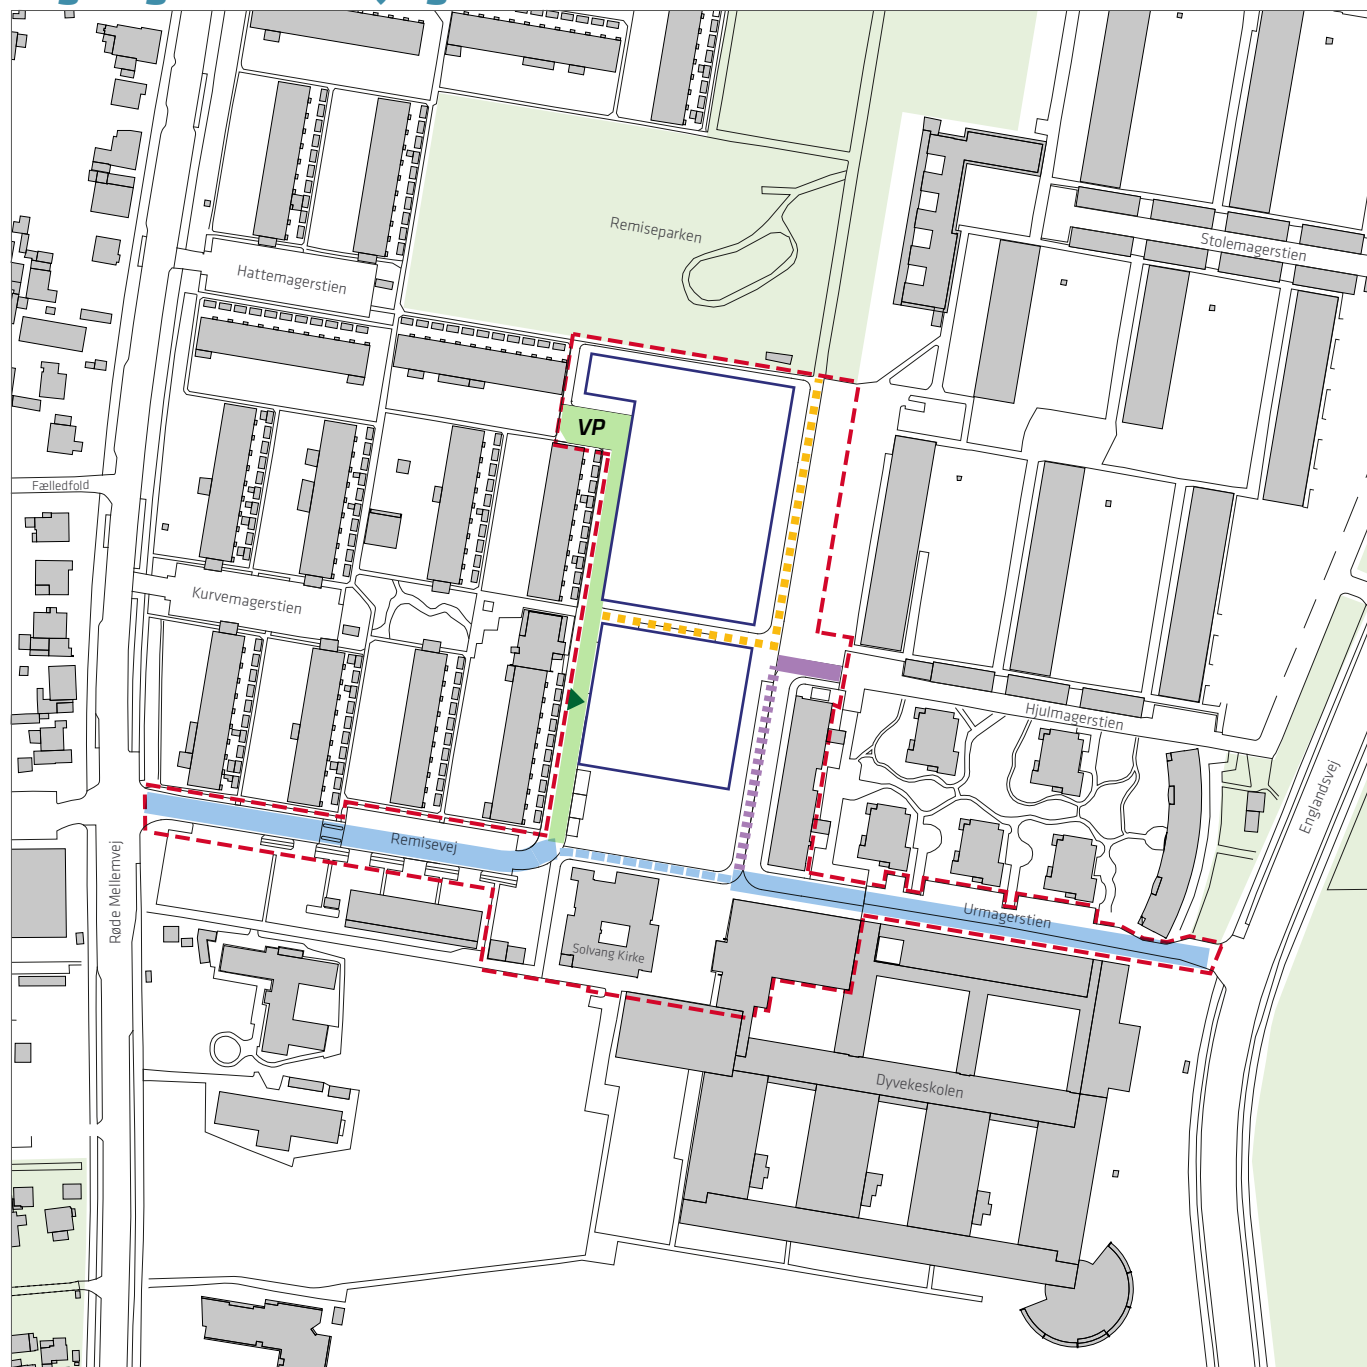 Remiseparken
Stolemagerstien
Hattemagerstien
VP
Fælledfold
Kurvemagerstien
Hjulmagerstien
Englandsvej
Remisevej
Røde Mellemvej
Urmagerstien
Solvang Kirke
Dyvekeskolen